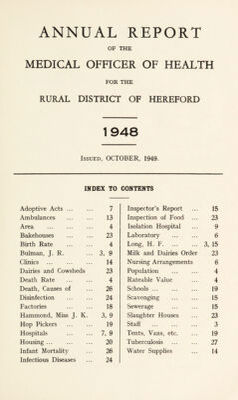 ANNUAL REPORT
OF THE
MEDICAL OFFICER OF HEALTH
FOR THE
RURAL DISTRICT OF HEREFORD
1948
Issued, OCTOBER, 1949.
INDEX TO CONTENTS
Adoptive Acts ... ... 7
Ambulances ... ... 13
Area ... ... ... 4
Bakehouses ... ... 23
Birth Rate ... ... 4
Bulman, J. R. ... 3, 9
Clinics ... ... ... 14
Dairies and Cowsheds 23
Death Rate ... ... 4
Death, Causes of ... 26
Disinfection ... ... 24
Factories ... ... 18
Hammond, Miss J. K. 3, 9
Hop Pickers ... ... 19
Hospitals ... ... 7, 9
Housing ... ... ... 20
Infant Mortality ... 26
Infectious Diseases ... 24
Inspector's Report ... 15
Inspection of Food ... 23
Isolation Hospital ... 9
Laboratory ... ... 6
Long, H. F. ... ... 3, 15
Milk and Dairies Order 23
Nursing Arrangements 6
Population ... ... 4
Rateable Value ... 4
Schools ... ... ... 19
Scavenging ... ... 15
Sewerage ... ... 15
Slaughter Houses ... 23
Staff ... ... ... 3
Tents, Vans, etc. ... 19
Tuberculosis ... ... 27
Water Supplies ... 14